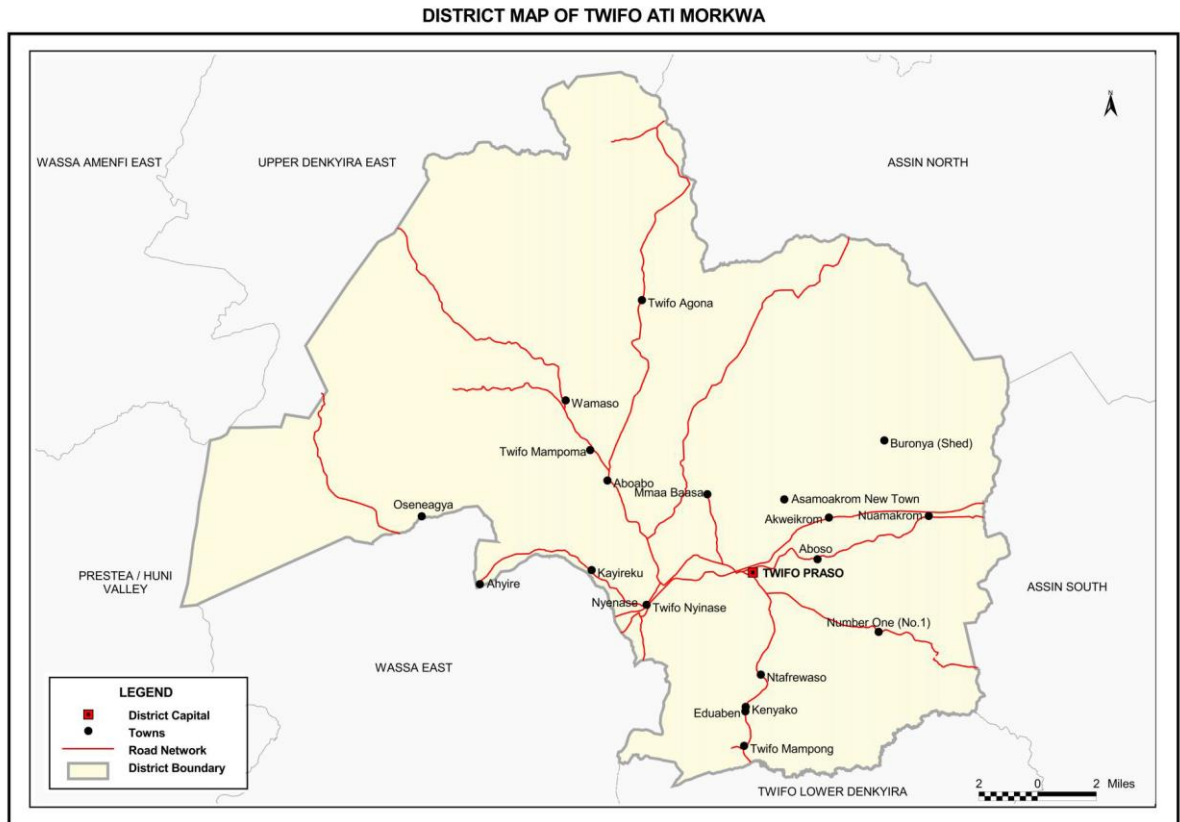 DISTRICT MAP OF TWIFO ATI MORKWA
N
WASSA AMENFI EAST
UPPER DENKYIRA EAST
ASSIN NORTH
Twifo Agona
Wamaso
Twifo Mampoma
Buronya (Shed)
Aboabo
Mmaa Baasa
Asamoakrom New Town
Oseneagya
Akweikrom
Nuamakrom
Aboso
PRESTEA / HUNI
VALLEY
Ahyire
Kayireku
TWIFO PRASO
ASSIN SOUTH
Nyenase
Twifo Nyinase
Number One (No.1)
WASSA EAST
Ntafrewaso
Eduaben
Kenyako
Twifo Mampong
LEGEND
District Capital
Towns
Road Network
District Boundary
TWIFO LOWER DENKYIRA
2 0 2 Miles